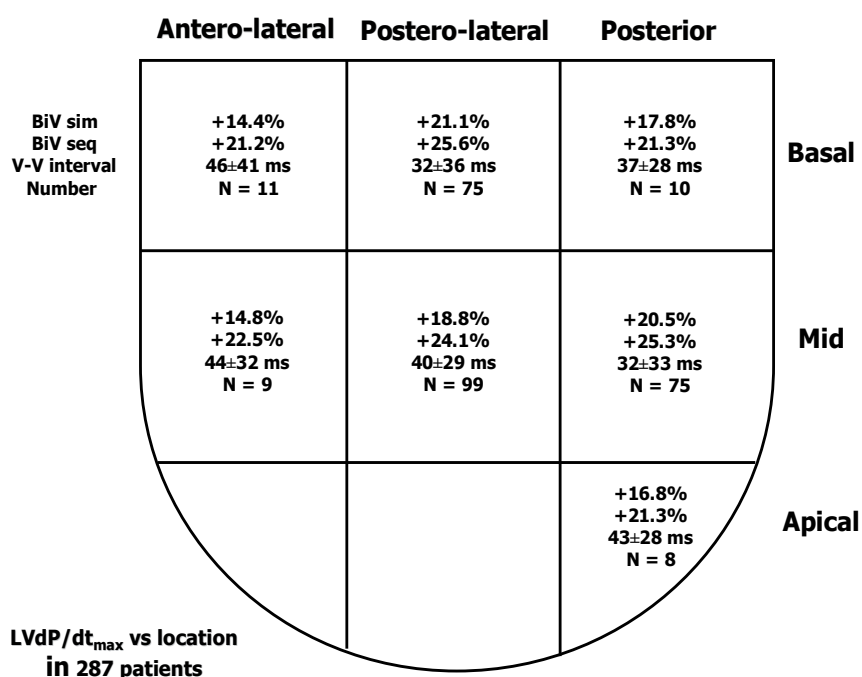 Antero-lateral Postero-lateral Posterior
BiV sim +14.4% +21.1% +17.8%
BiV seq +21.2% +25.6% +21.3%
V-V interval 46±41 ms 32±36 ms 37±28 ms
Number N = 11 N = 75 N = 10
Basal
+14.8% +18.8% +20.5%
+22.5% +24.1% +25.3%
44±32 ms 40±29 ms 32±33 ms
N = 9 N = 99 N = 75
Mid
+16.8%
+21.3%
43±28 ms
N = 8
Apical
LVdP/dtmax vs location
in 287 patients